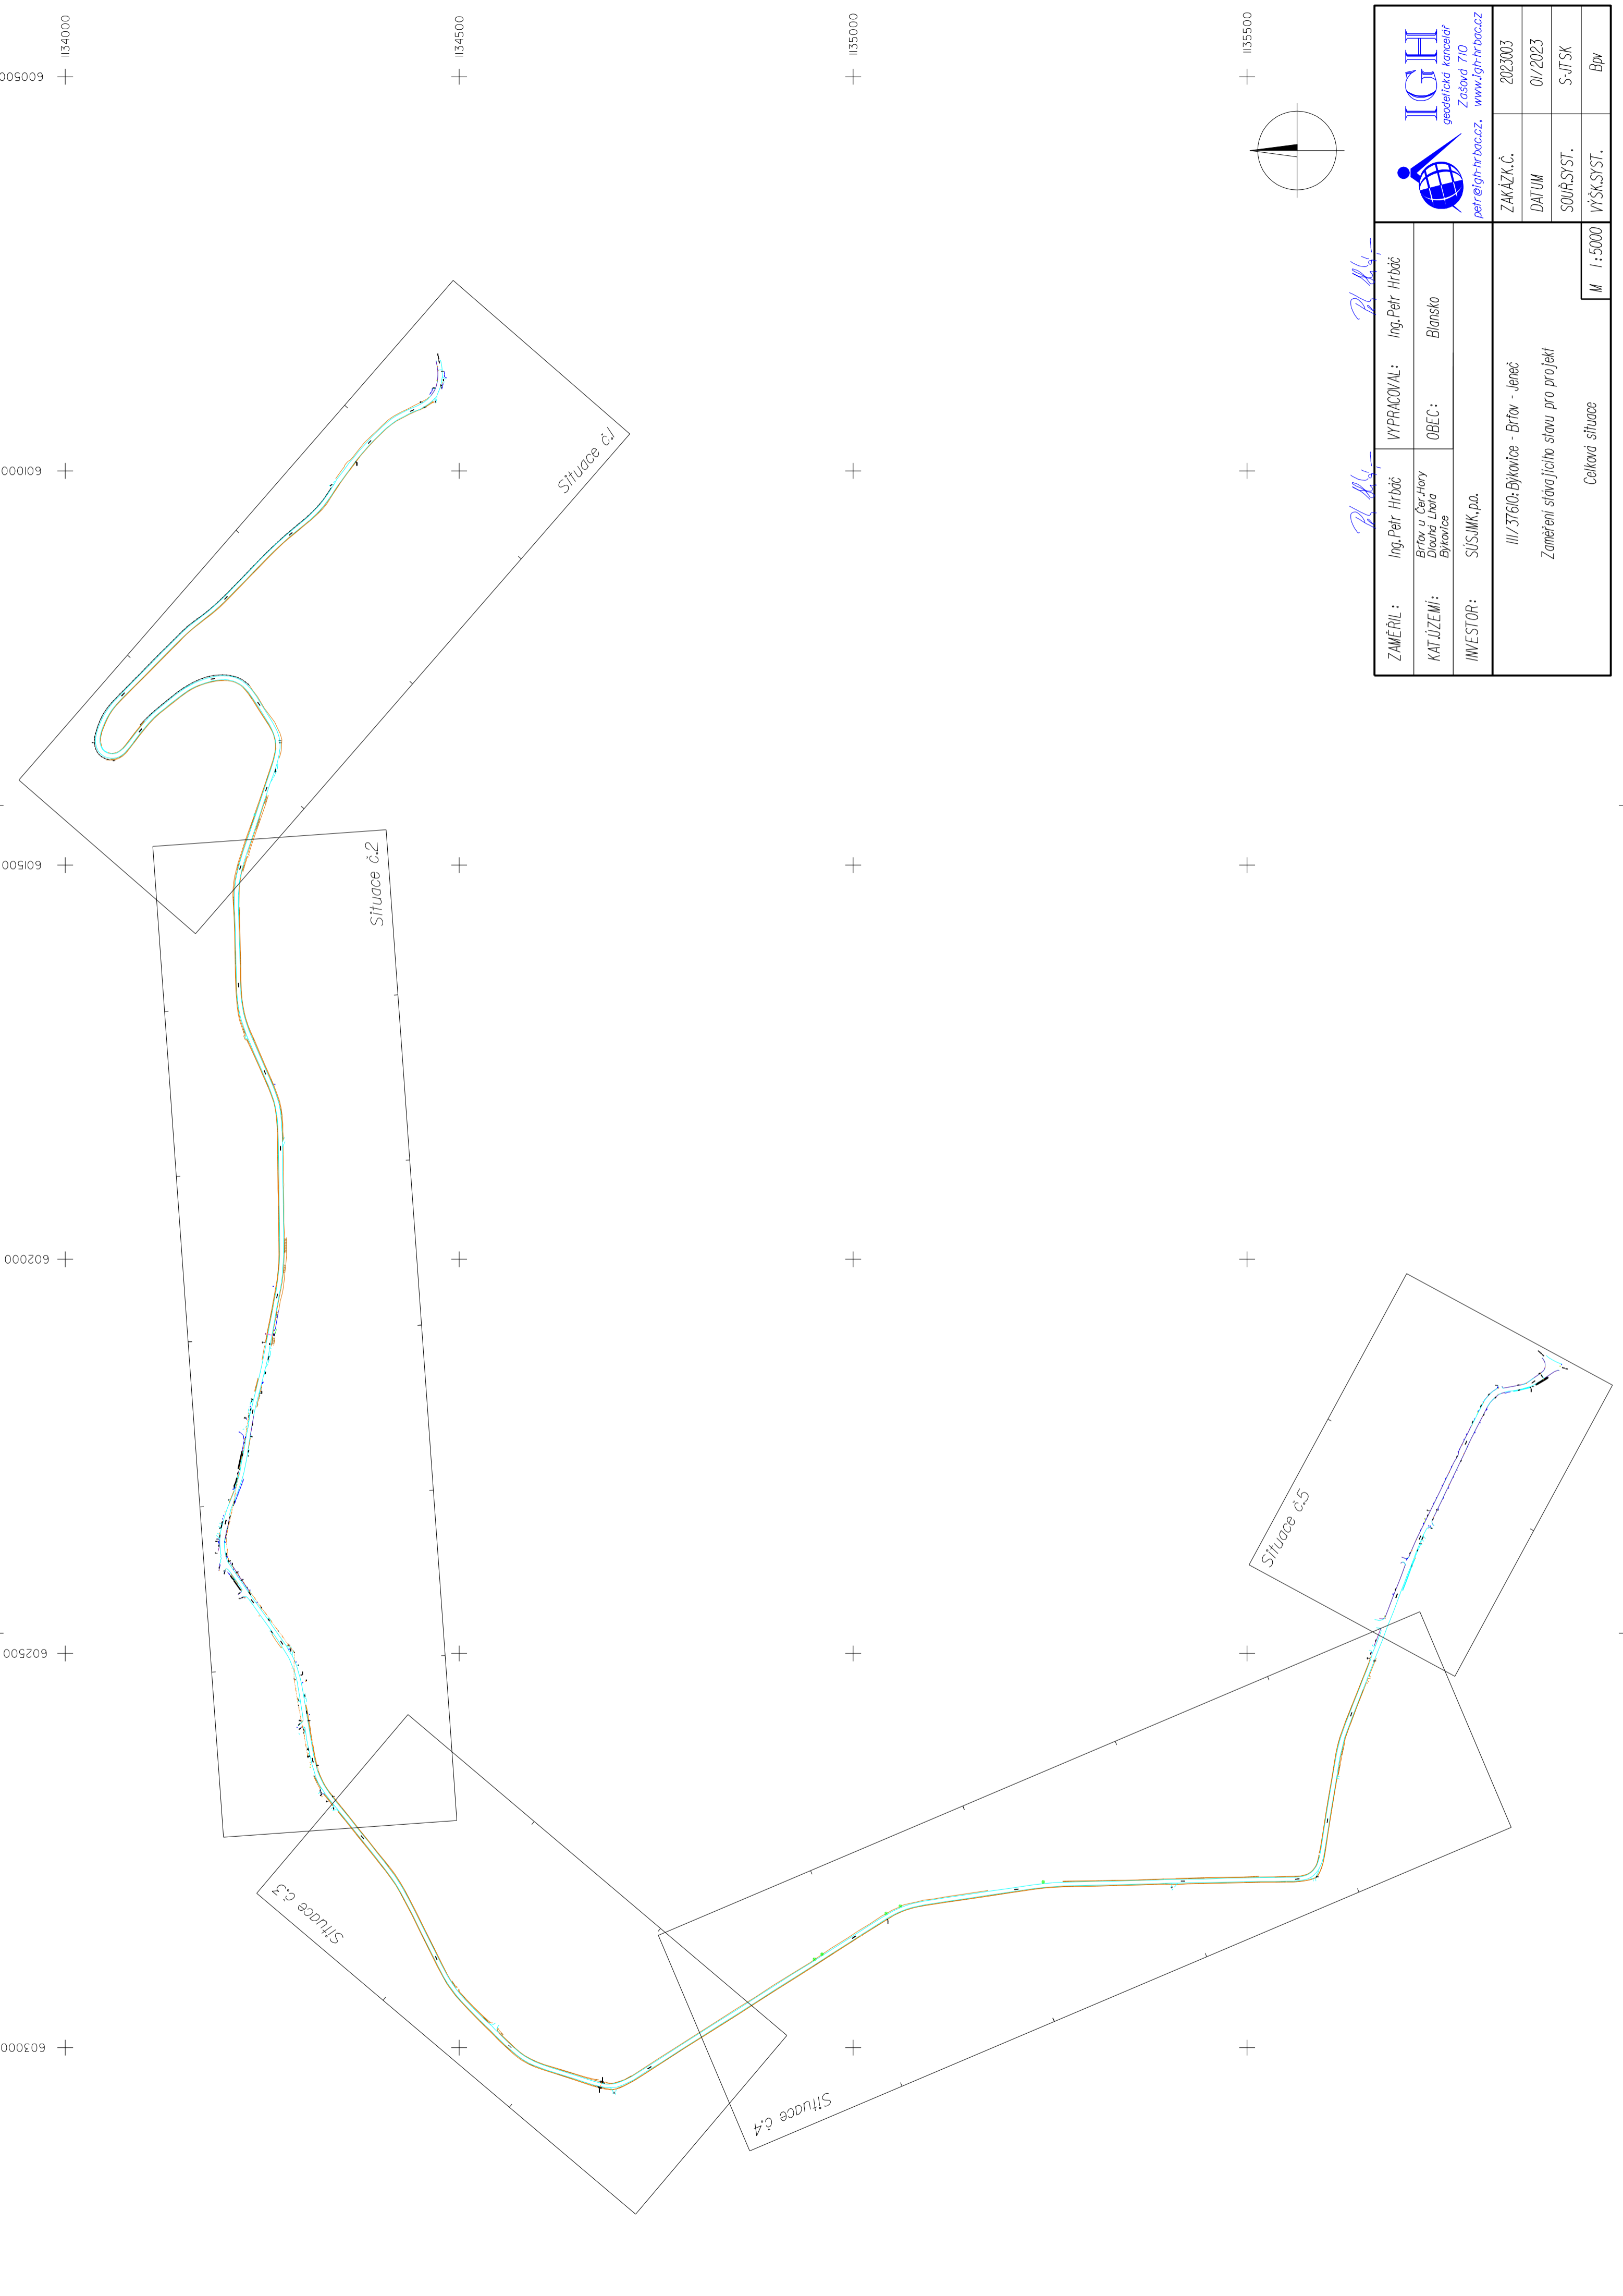 1134000
1134500
1135000
1135500
600500
601000
601500
602000
602500
603000
Situace č.1
Situace č.2
Situace č.3
Situace č.4
Situace č.5
IGH
geodetická kancelář
Zašová 710
petr@igh-hrbac.cz, www.igh-hrbac.cz
ZAMĚŘIL: Ing.Petr Hrbáč VYPRACOVAL: Ing.Petr Hrbáč
KAT.ÚZEMÍ: Brťov u Čer.Hory
Dlouhá Lhota
Býkovice
OBEC: Blansko
INVESTOR: SÚSJMK,p.o.
ZAKÁZK.Č. 2023003
DATUM 01/2023
SOUŘ.SYST. S-JTSK
VÝŠK.SYST. Bpv
III/37610:Býkovice - Brťov - Jeneč
Zaměření stávajícího stavu pro projekt
Celková situace
M 1:5000